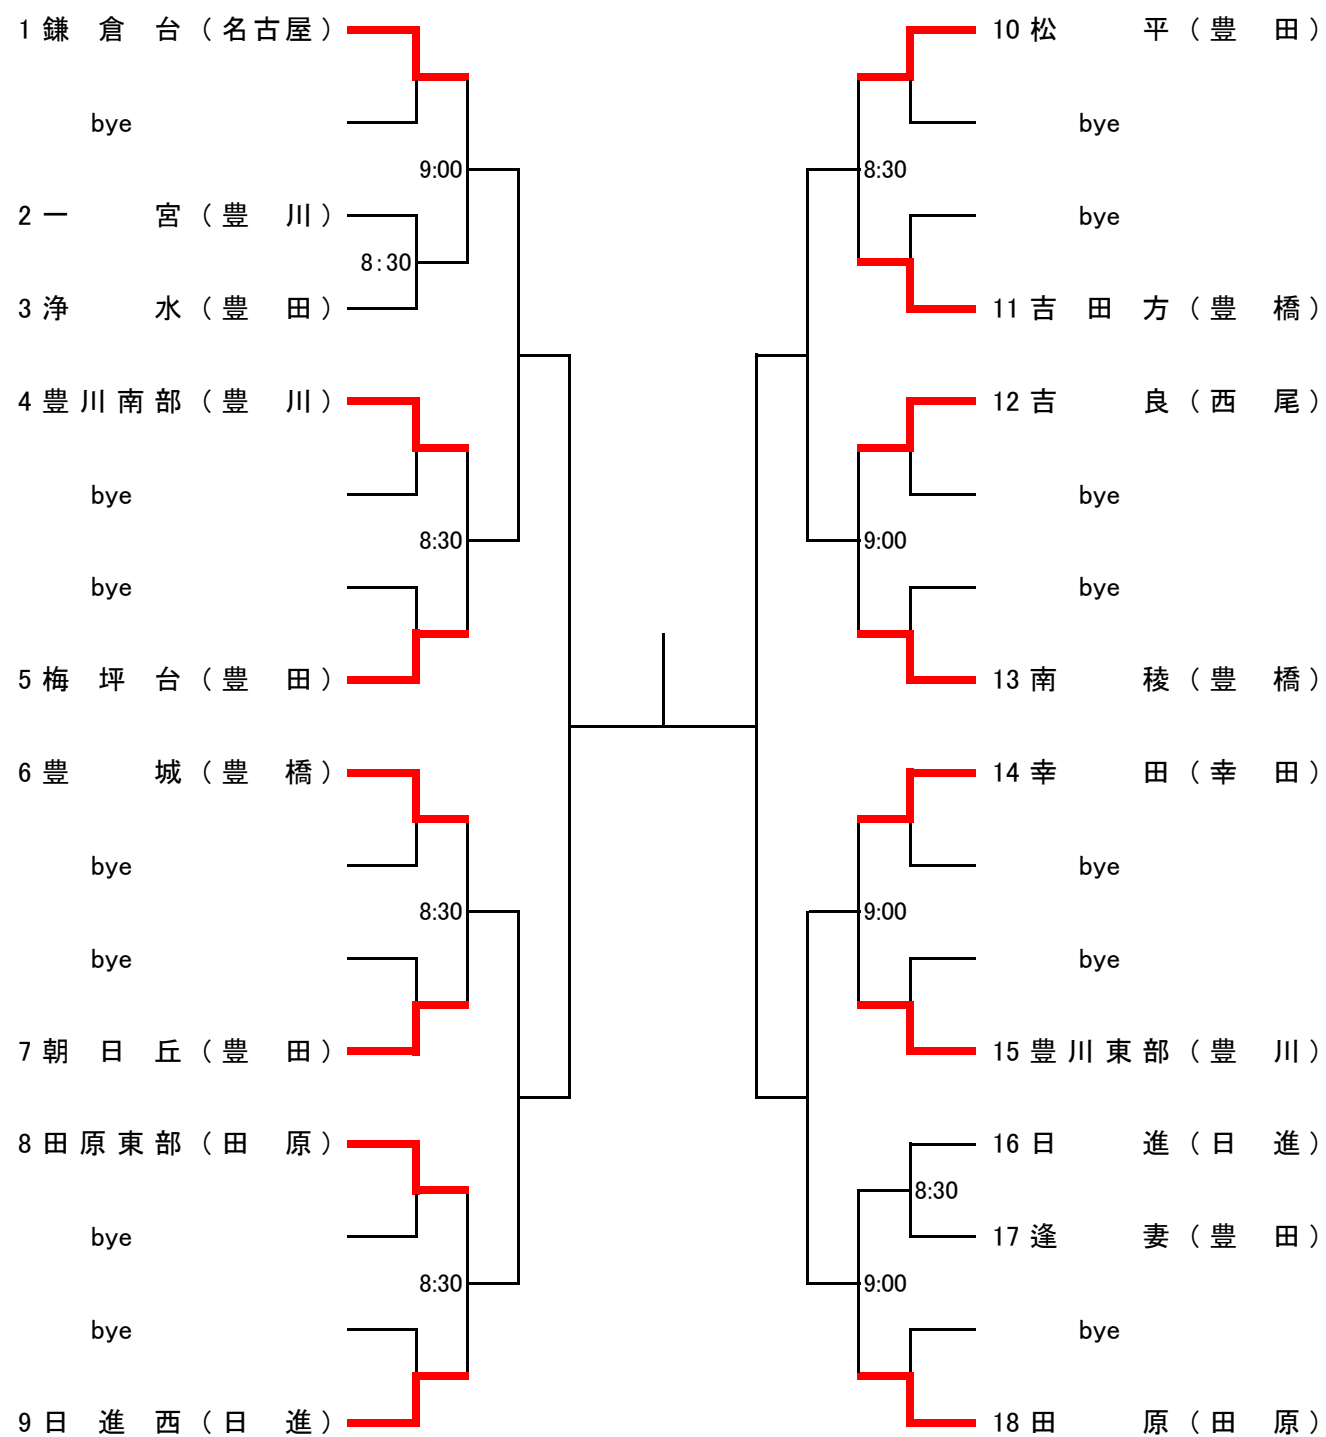 1 鎌倉台（名古屋）
bye
9:00
2 一宮（豊川）
8:30
3 浄水（豊田）
4 豊川南部（豊川）
bye
8:30
bye
5 梅坪台（豊田）
6 豊城（豊橋）
bye
8:30
bye
7 朝日丘（豊田）
8 田原東部（田原）
bye
8:30
bye
9 日進西（日進）
10 松平（豊田）
bye
8:30
bye
11 吉田方（豊橋）
12 吉良（西尾）
bye
9:00
bye
13 南稜（豊橋）
14 幸田（幸田）
bye
9:00
bye
15 豊川東部（豊川）
16 日進（日進）
8:30
17 逢妻（豊田）
9:00
bye
18 田原（田原）